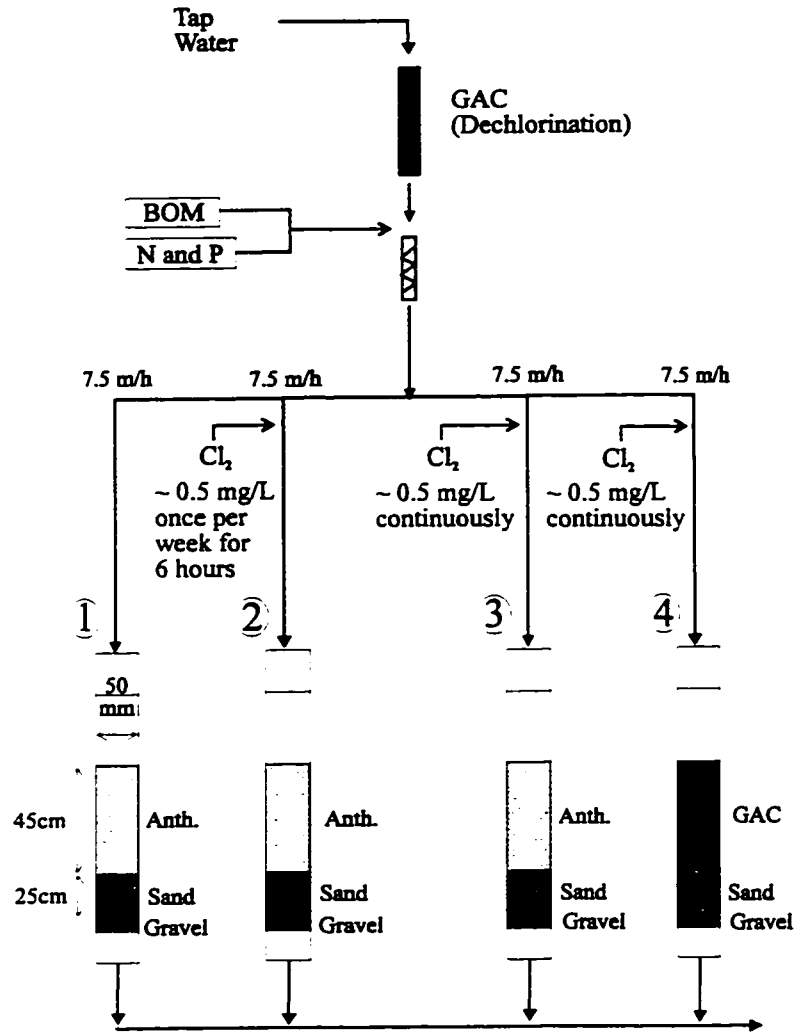 Tap
Water
GAC
(Dechlorination)
BOM
N and P
7.5 m/h
7.5 m/h
7.5 m/h
7.5 m/h
Cl₂
~ 0.5 mg/L
once per
week for
6 hours
Cl₂
~ 0.5 mg/L
continuously
Cl₂
~ 0.5 mg/L
continuously
1
2
3
4
50
mm
45cm
Anth.
Anth.
Anth.
GAC
25cm
Sand
Gravel
Sand
Gravel
Sand
Gravel
Sand
Gravel